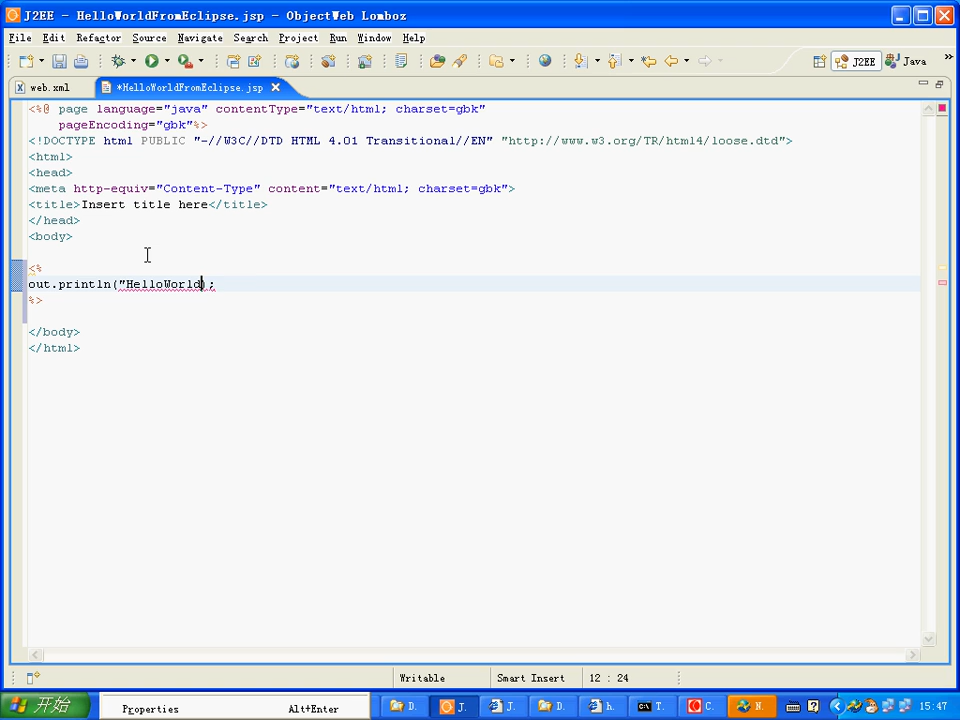 J2EE - HelloWorldFromEclipse.jsp - ObjectWeb Lomboz
File Edit Refactor Source Navigate Search Project Run Window Help
J2EE Java »
web.xml *HelloWorldFromEclipse.jsp
<%@ page language="java" contentType="text/html; charset=gbk"
pageEncoding="gbk"%>
<!DOCTYPE html PUBLIC "-//W3C//DTD HTML 4.01 Transitional//EN" "http://www.w3.org/TR/html4/loose.dtd">
<html>
<head>
<meta http-equiv="Content-Type" content="text/html; charset=gbk">
<title>Insert title here</title>
</head>
<body>
<%
out.println("HelloWorld);
%>
</body>
</html>
Writable Smart Insert 12 : 24
开始 Properties Alt+Enter D. J. J. D. h. T. C. N. 15:47